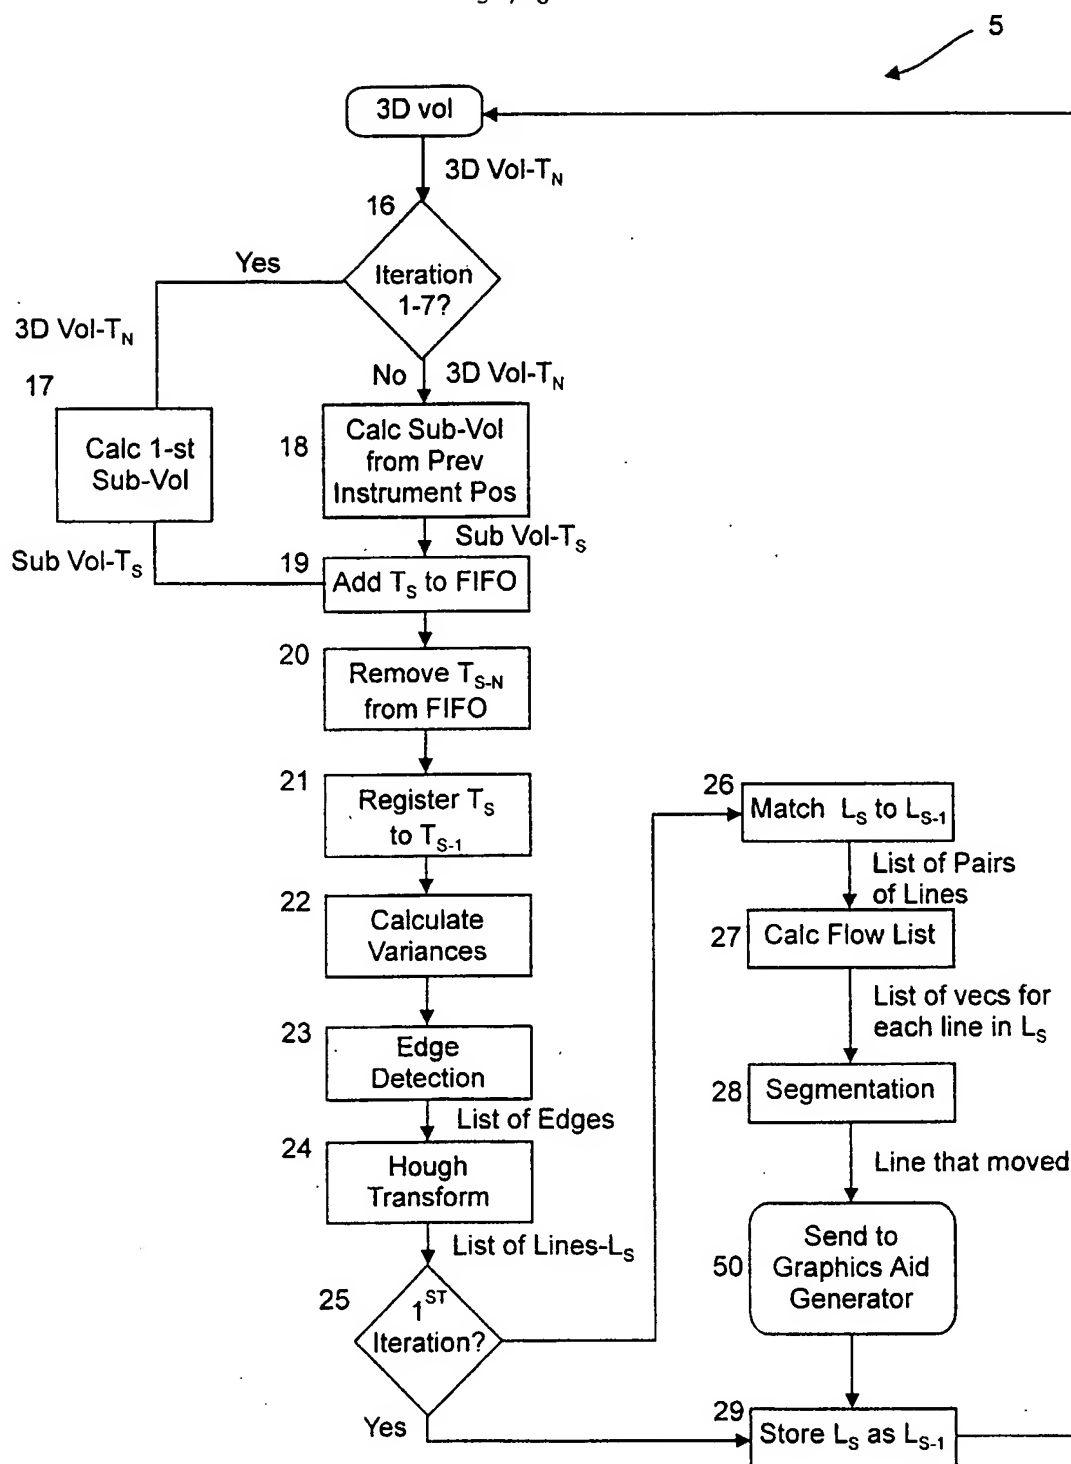 5
3D vol
3D Vol-T_N
16
Iteration
1-7?
Yes
3D Vol-T_N
No
3D Vol-T_N
17
Calc 1-st
Sub-Vol
18
Calc Sub-Vol
from Prev
Instrument Pos
Sub Vol-T_S
Sub Vol-T_S
19
Add T_S to FIFO
20
Remove T_S-N
from FIFO
21
Register T_S
to T_S-1
22
Calculate
Variances
23
Edge
Detection
List of Edges
24
Hough
Transform
List of Lines-L_S
25
1ST
Iteration?
Yes
26
Match L_S to L_S-1
List of Pairs
of Lines
27
Calc Flow List
List of vecs for
each line in L_S
28
Segmentation
Line that moved
50
Send to
Graphics Aid
Generator
29
Store L_S as L_S-1